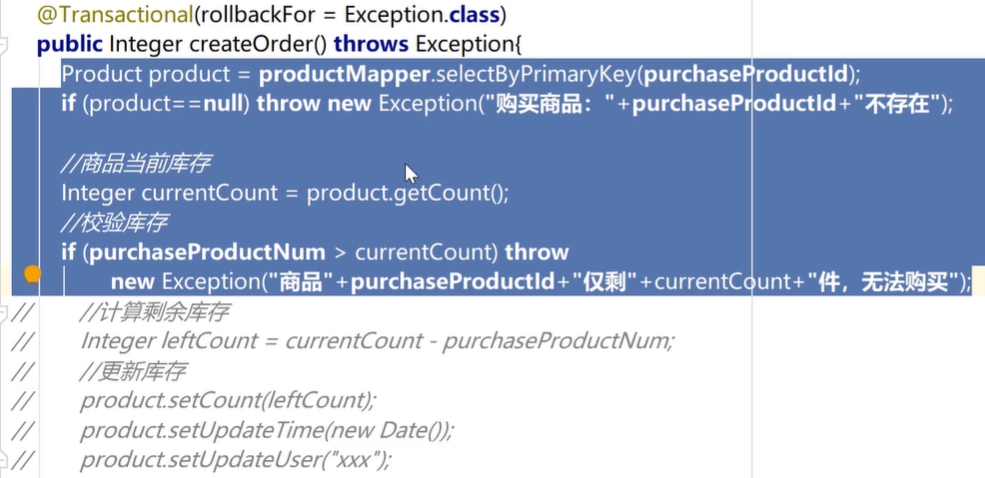 @Transactional(rollbackFor = Exception.class)
public Integer createOrder() throws Exception{
Product product = productMapper.selectByPrimaryKey(purchaseProductId);
if (product==null) throw new Exception("购买商品："+purchaseProductId+"不存在");
//商品当前库存
Integer currentCount = product.getCount();
//校验库存
if (purchaseProductNum > currentCount) throw
new Exception("商品"+purchaseProductId+"仅剩"+currentCount+"件，无法购买");
// //计算剩余库存
// Integer leftCount = currentCount - purchaseProductNum;
// //更新库存
// product.setCount(leftCount);
// product.setUpdateTime(new Date());
// product.setUpdateUser("xxx");